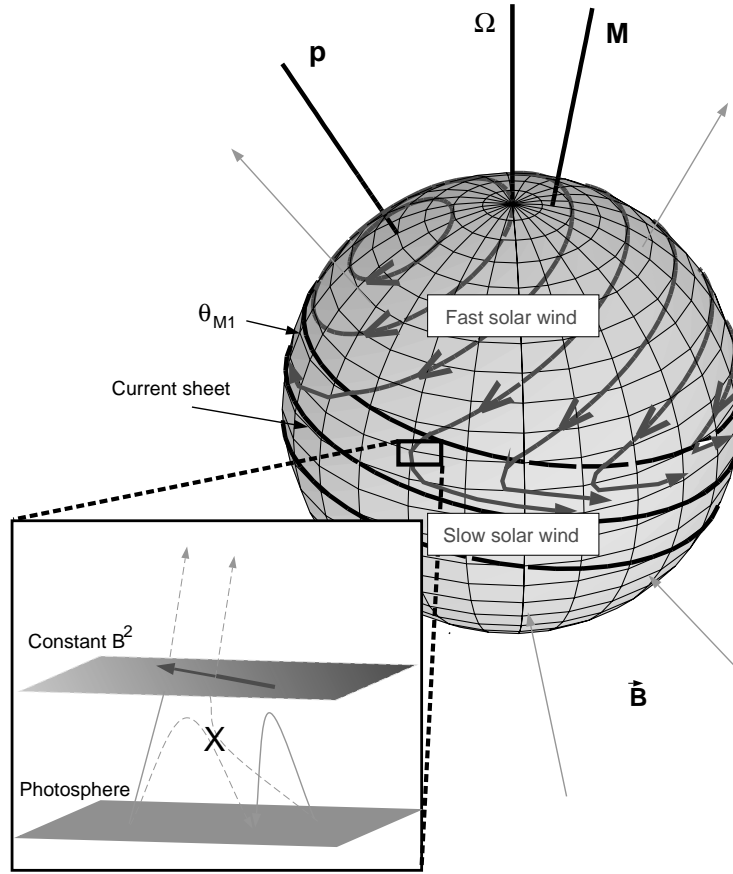 Ω
M
p
Fast solar wind
θM1
Current sheet
Slow solar wind
Constant B2
B
X
Photosphere